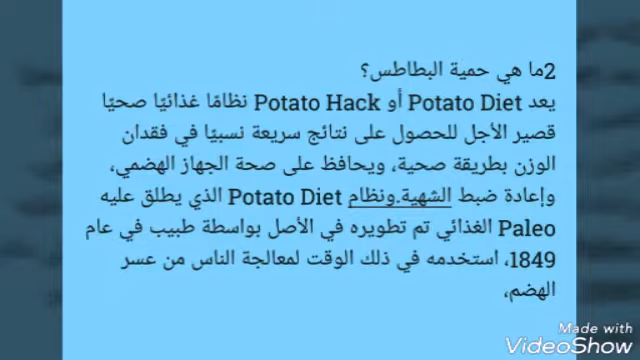 2ما هي حمية البطاطس؟
يعد Potato Diet أو Potato Hack نظامًا غذائيًا صحيًا
قصير الأجل للحصول على نتائج سريعة نسبيًا في فقدان
الوزن بطريقة صحية، ويحافظ على صحة الجهاز الهضمي،
وإعادة ضبط الشهية.ونظام Potato Diet الذي يطلق عليه
Paleo الغذائي تم تطويره في الأصل بواسطة طبيب في عام
1849، استخدمه في ذلك الوقت لمعالجة الناس من عسر
الهضم،
Made with
VideoShow